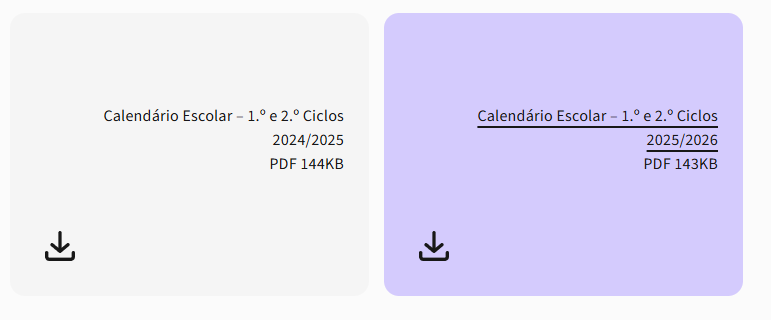 Calendário Escolar – 1.º e 2.º Ciclos
2024/2025
PDF 144KB
Calendário Escolar – 1.º e 2.º Ciclos
2025/2026
PDF 143KB